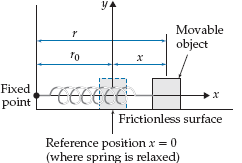 y
r
Movable
object
r0
x
Fixed
point
x
Frictionless surface
Reference position x = 0
(where spring is relaxed)